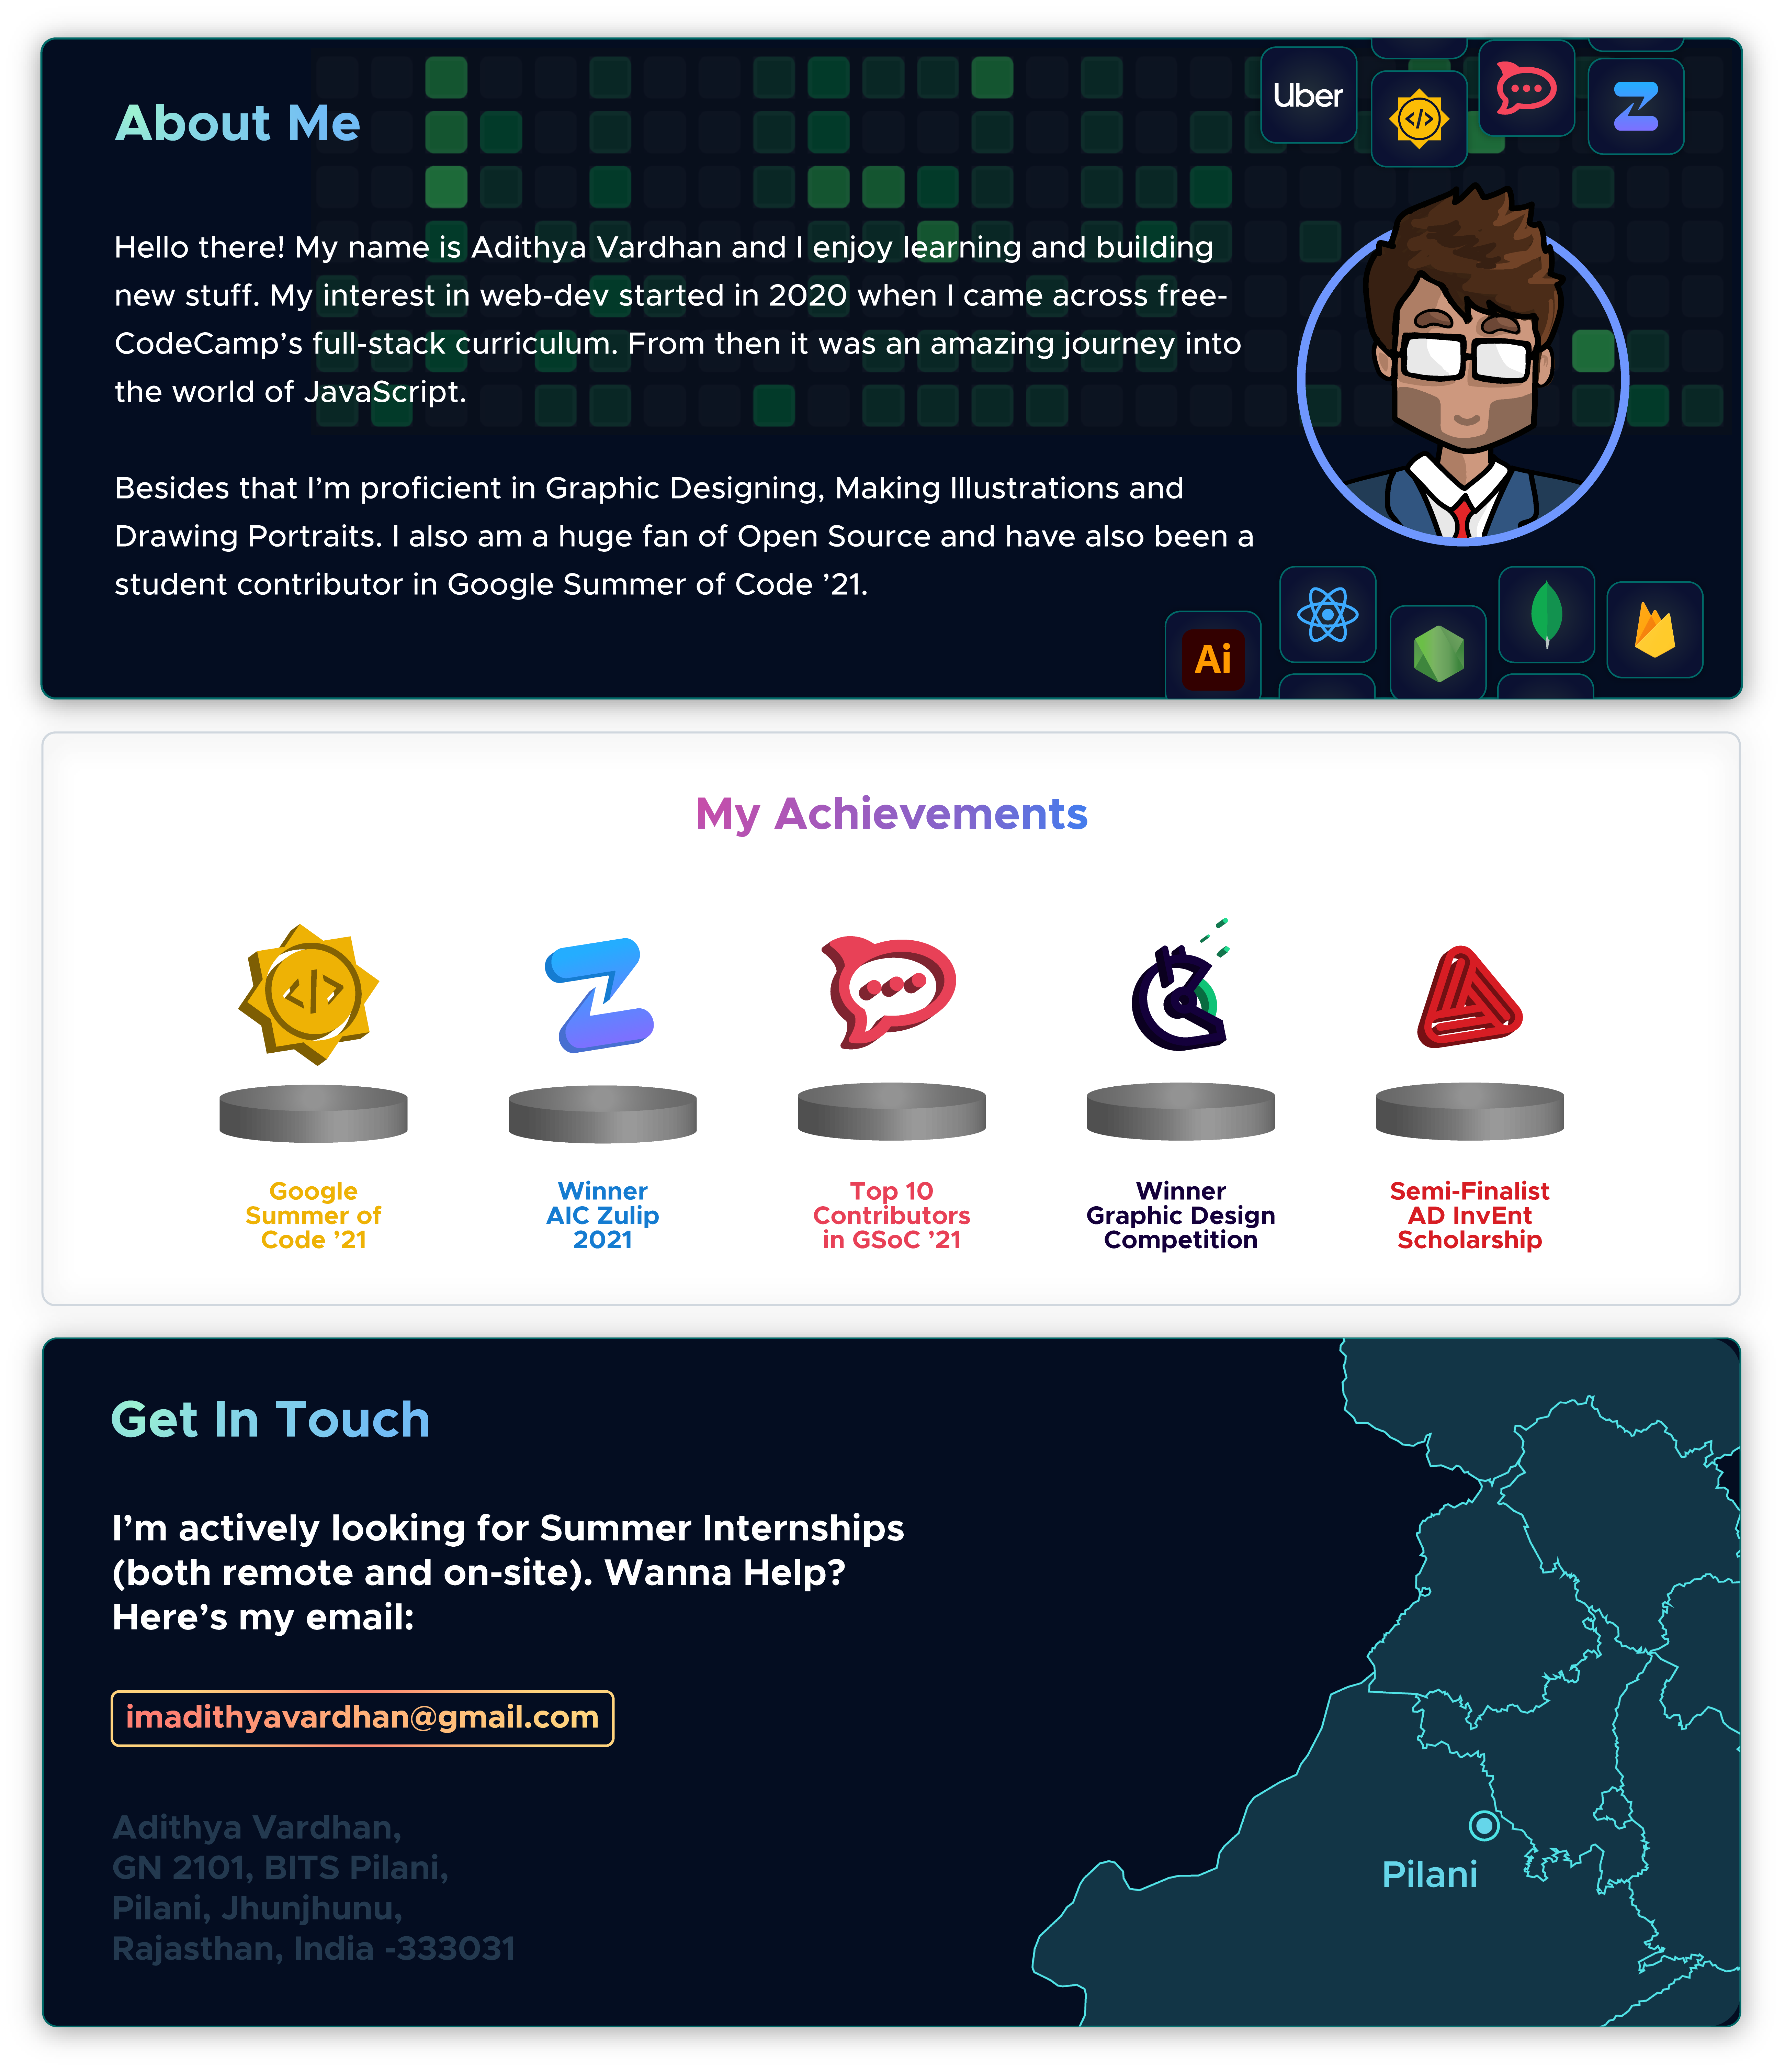 About Me
Uber
</>
Hello there! My name is Adithya Vardhan and I enjoy learning and building
new stuff. My interest in web-dev started in 2020 when I came across free-
CodeCamp’s full-stack curriculum. From then it was an amazing journey into
the world of JavaScript.
Besides that I’m proficient in Graphic Designing, Making Illustrations and
Drawing Portraits. I also am a huge fan of Open Source and have also been a
student contributor in Google Summer of Code ’21.
Ai
My Achievements
</>
Google
Summer of
Code ’21
Winner
AIC Zulip
2021
Top 10
Contributors
in GSoC ’21
Winner
Graphic Design
Competition
Semi-Finalist
AD InvEnt
Scholarship
Get In Touch
I’m actively looking for Summer Internships
(both remote and on-site). Wanna Help?
Here’s my email:
imadithyavardhan@gmail.com
Adithya Vardhan,
GN 2101, BITS Pilani,
Pilani, Jhunjhunu,
Rajasthan, India -333031
Pilani